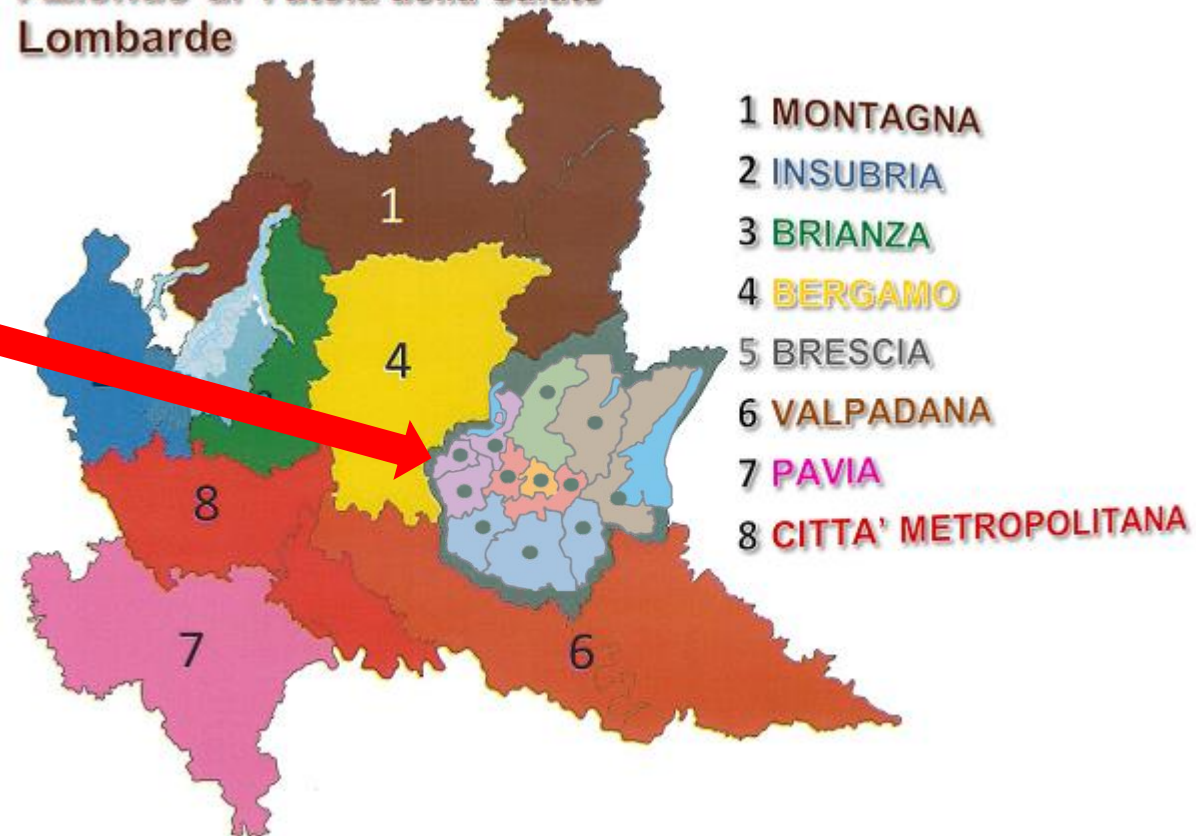 Lombarde
1 MONTAGNA
2 INSUBRIA
3 BRIANZA
4 BERGAMO
5 BRESCIA
6 VALPADANA
7 PAVIA
8 CITTA' METROPOLITANA
1
4
8
7
6